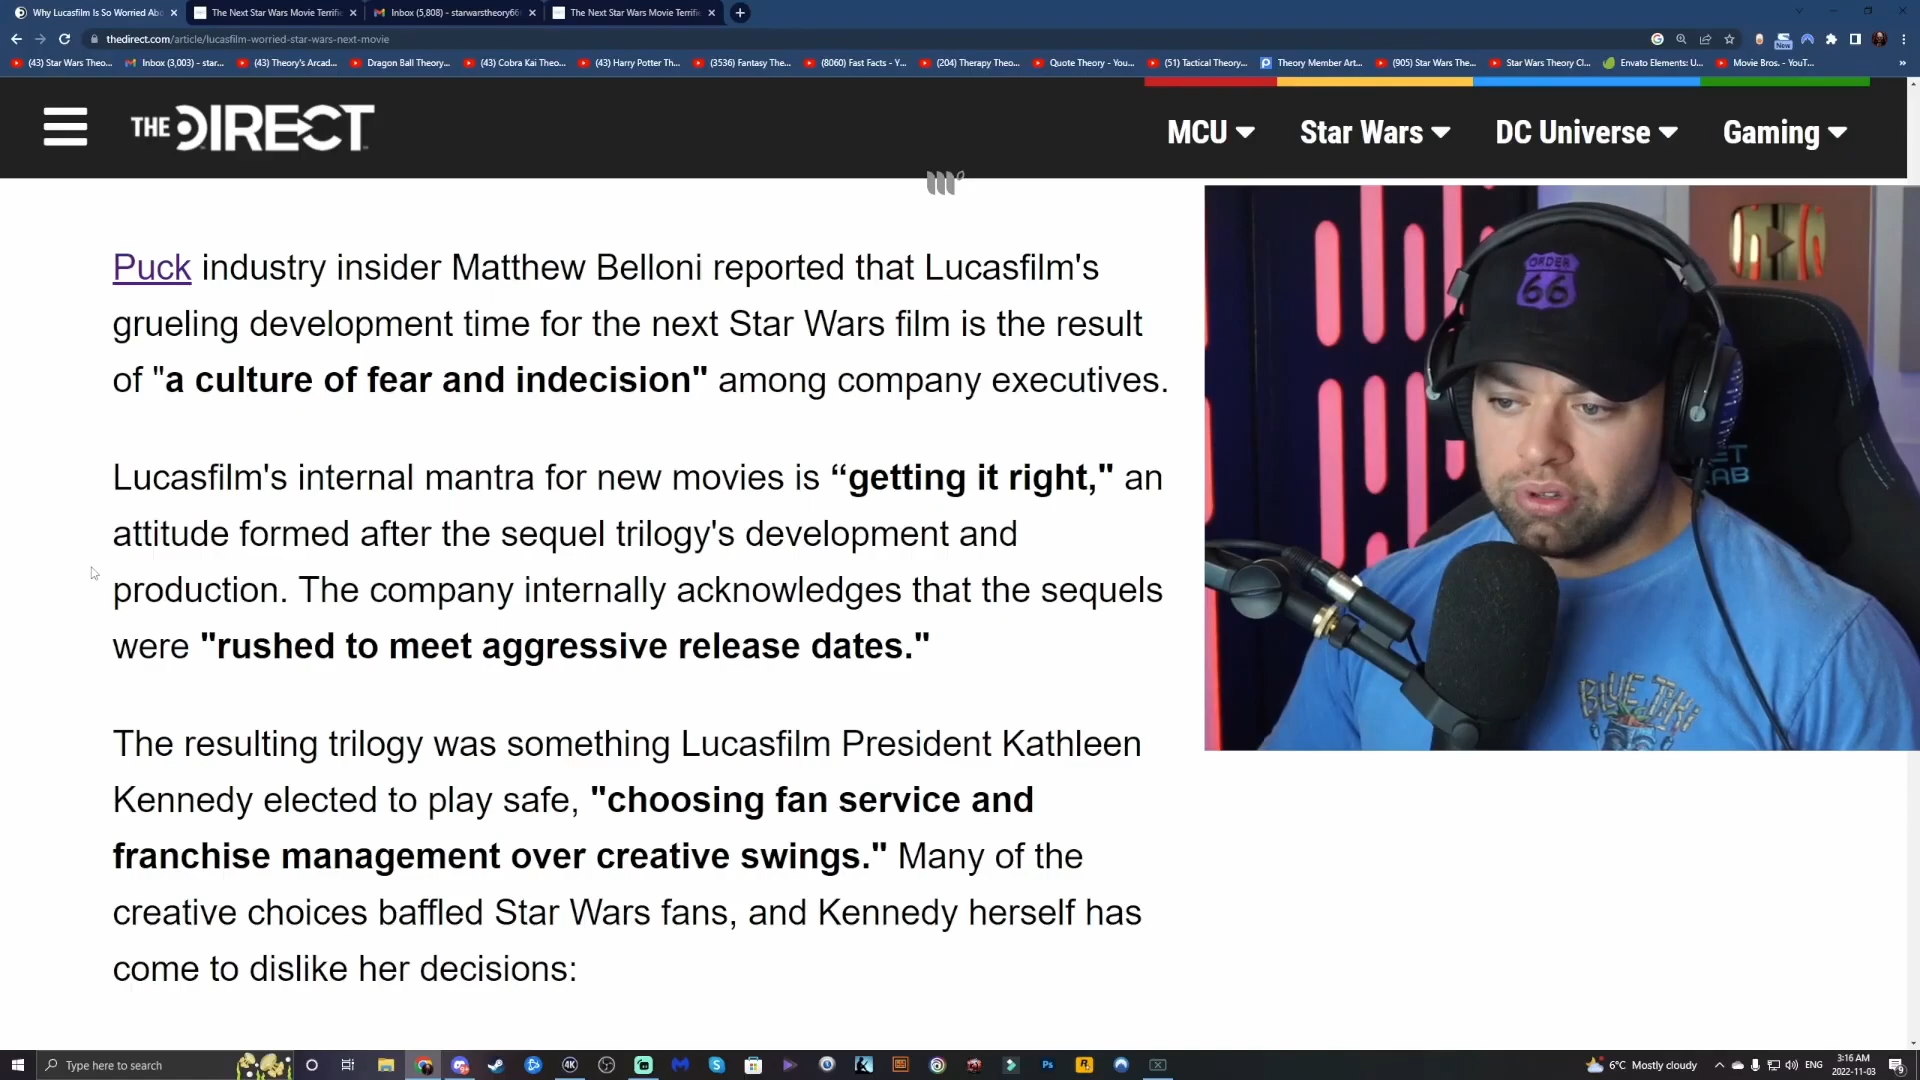 Why Lucasfilm Is So Worried Abo
The Next Star Wars Movie Terrifi
Inbox (5,808) - starwarstheory66
The Next Star Wars Movie Terrifi
thedirect.com/article/lucasfilm-worried-star-wars-next-movie
New
(43) Star Wars Theo...
Inbox (3,003) - star...
(43) Theory's Arcad...
Dragon Ball Theory...
(43) Cobra Kai Theo...
(43) Harry Potter Th...
(3536) Fantasy The...
(8060) Fast Facts - Y...
(204) Therapy Theo...
Quote Theory - You...
(51) Tactical Theory...
Theory Member Art...
(905) Star Wars The...
Star Wars Theory Cl...
Envato Elements: U...
Movie Bros. - YouT...
THE DIRECT
MCU
Star Wars
DC Universe
Gaming
Puck industry insider Matthew Belloni reported that Lucasfilm's
grueling development time for the next Star Wars film is the result
of "a culture of fear and indecision" among company executives.
Lucasfilm's internal mantra for new movies is “getting it right," an
attitude formed after the sequel trilogy's development and
production. The company internally acknowledges that the sequels
were "rushed to meet aggressive release dates."
The resulting trilogy was something Lucasfilm President Kathleen
Kennedy elected to play safe, "choosing fan service and
franchise management over creative swings." Many of the
creative choices baffled Star Wars fans, and Kennedy herself has
come to dislike her decisions:
ORDER
66
BLUE TIKI
Type here to search
4K
Ps
6°C Mostly cloudy
ENG
3:16 AM
2022-11-03